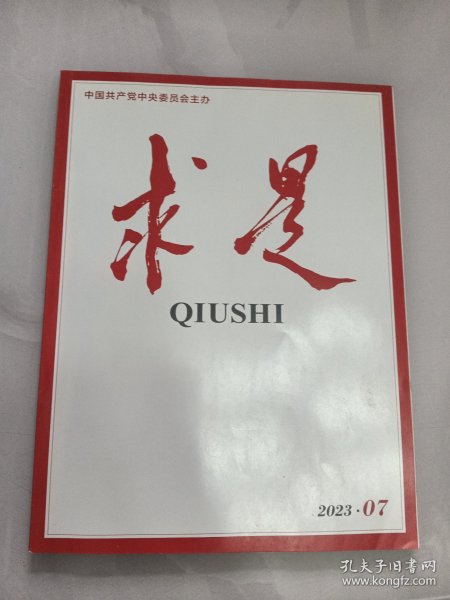 中国共产党中央委员会主办
求是
QIUSHI
2023·07
孔夫子旧书网
www.kongfz.com